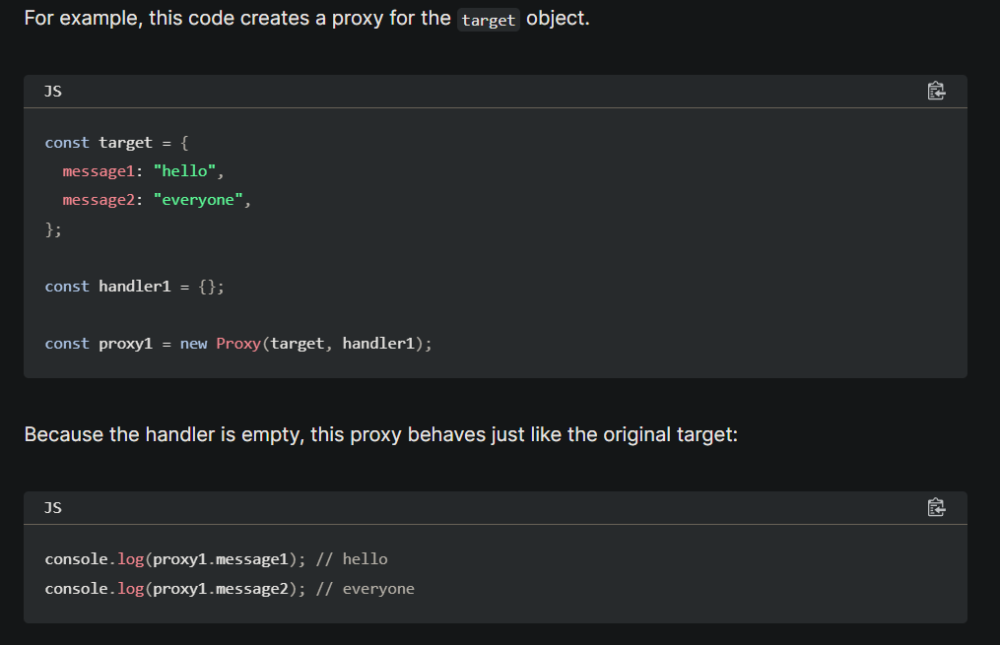 For example, this code creates a proxy for the target object.
JS
const target = {
  message1: "hello",
  message2: "everyone",
};
const handler1 = {};
const proxy1 = new Proxy(target, handler1);
Because the handler is empty, this proxy behaves just like the original target:
JS
console.log(proxy1.message1); // hello
console.log(proxy1.message2); // everyone